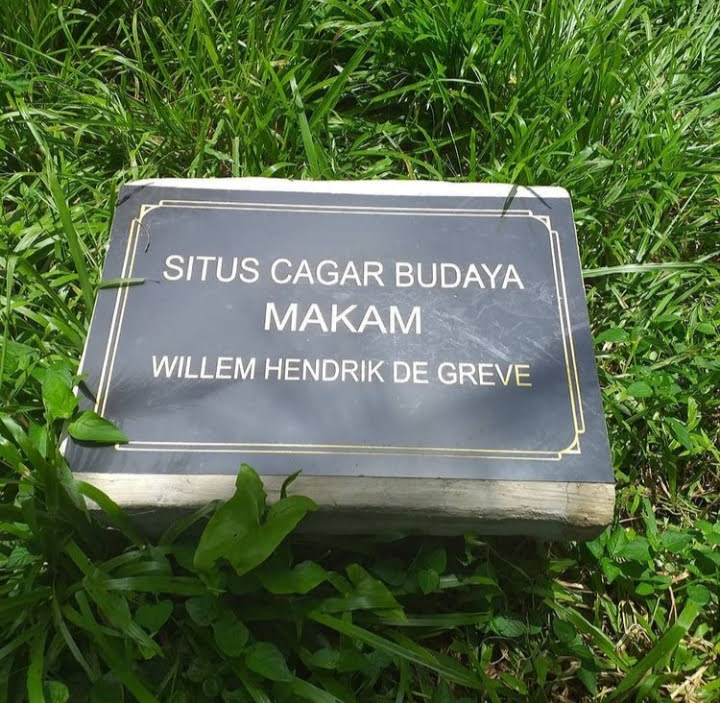 SITUS CAGAR BUDAYA
MAKAM
WILLEM HENDRIK DE GREVE